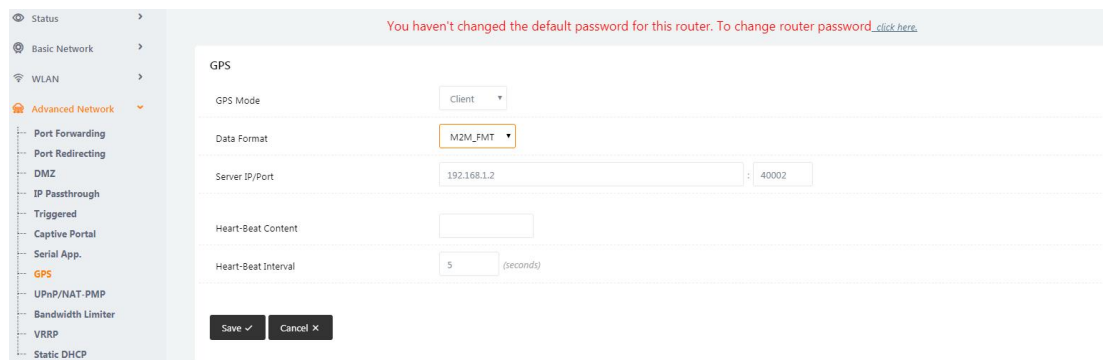 Status
Basic Network
WLAN
Advanced Network
Port Forwarding
Port Redirecting
DMZ
IP Passthrough
Triggered
Captive Portal
Serial App.
GPS
UPnP/NAT-PMP
Bandwidth Limiter
VRRP
Static DHCP
You haven't changed the default password for this router. To change router password click here.
GPS
GPS Mode Client
Data Format M2M_FMT
Server IP/Port 192.168.1.2 : 40002
Heart-Beat Content
Heart-Beat Interval 5 (seconds)
Save Cancel